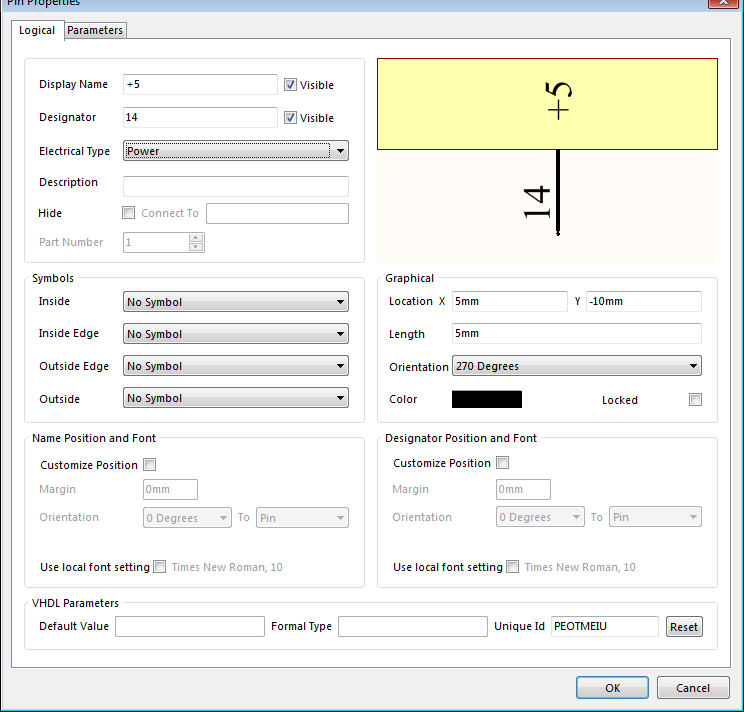 Pin Properties
Logical Parameters
Display Name +5 Visible
Designator 14 Visible
Electrical Type Power
Description
Hide Connect To
Part Number 1
+5
14
Symbols
Inside No Symbol
Inside Edge No Symbol
Outside Edge No Symbol
Outside No Symbol
Graphical
Location X 5mm Y -10mm
Length 5mm
Orientation 270 Degrees
Color Locked
Name Position and Font
Customize Position
Margin 0mm
Orientation 0 Degrees To Pin
Use local font setting Times New Roman, 10
Designator Position and Font
Customize Position
Margin 0mm
Orientation 0 Degrees To Pin
Use local font setting Times New Roman, 10
VHDL Parameters
Default Value Formal Type Unique Id PEOTMEIU Reset
OK Cancel